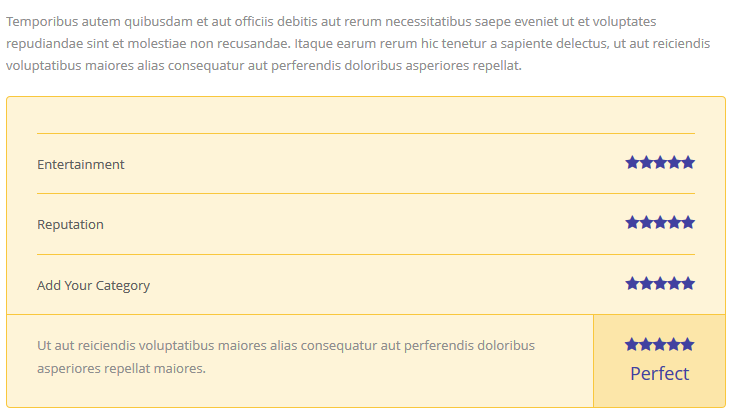 Temporibus autem quibusdam et aut officiis debitis aut rerum necessitatibus saepe eveniet ut et voluptates
repudiandae sint et molestiae non recusandae. Itaque earum rerum hic tenetur a sapiente delectus, ut aut reiciendis
voluptatibus maiores alias consequatur aut perferendis doloribus asperiores repellat.
Entertainment
Reputation
Add Your Category
Ut aut reiciendis voluptatibus maiores alias consequatur aut perferendis doloribus
asperiores repellat maiores.
Perfect